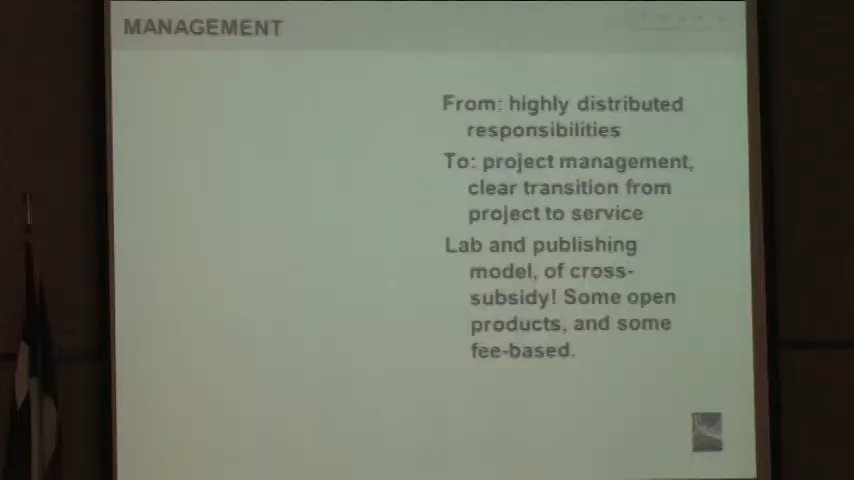 MANAGEMENT
From: highly distributed
responsibilities
To: project management,
clear transition from
project to service
Lab and publishing
model, of cross-
subsidy! Some open
products, and some
fee-based.